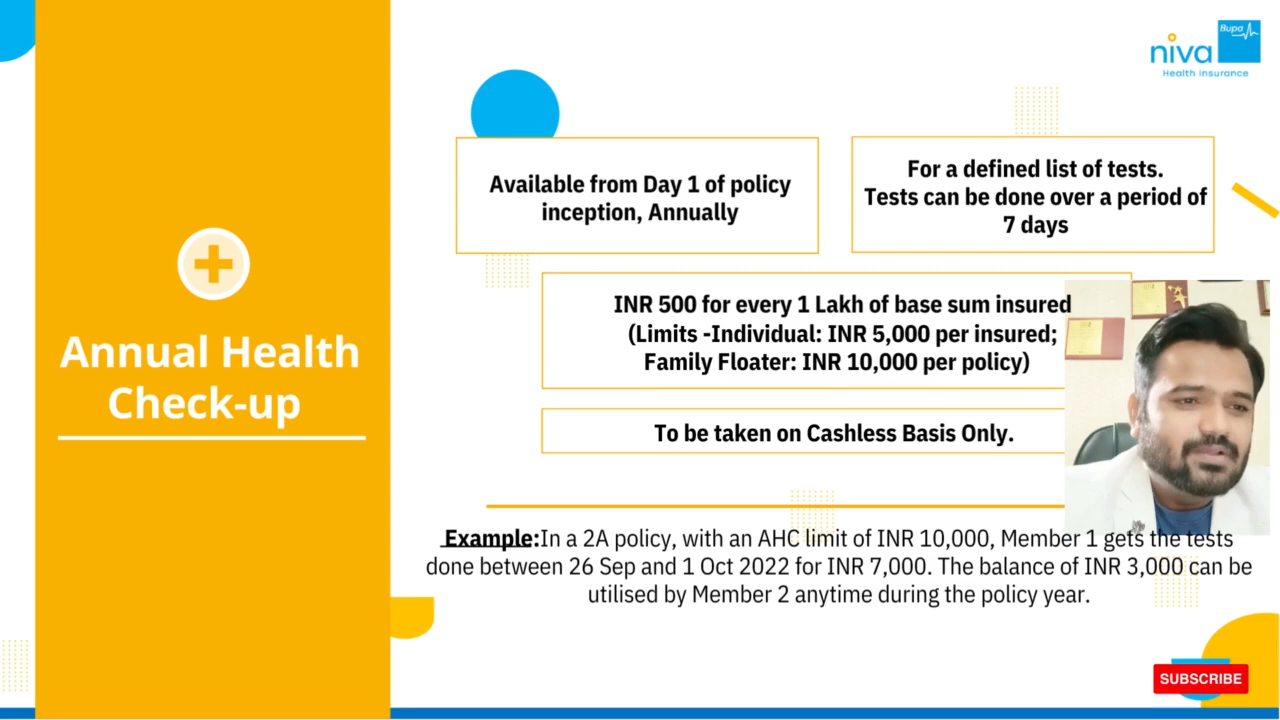 Bupa
niva
Health Insurance
Available from Day 1 of policy
inception, Annually
For a defined list of tests.
Tests can be done over a period of
7 days
INR 500 for every 1 Lakh of base sum insured
(Limits -Individual: INR 5,000 per insured;
Family Floater: INR 10,000 per policy)
Annual Health
Check-up
To be taken on Cashless Basis Only.
Example:In a 2A policy, with an AHC limit of INR 10,000, Member 1 gets the tests
done between 26 Sep and 1 Oct 2022 for INR 7,000. The balance of INR 3,000 can be
utilised by Member 2 anytime during the policy year.
SUBSCRIBE